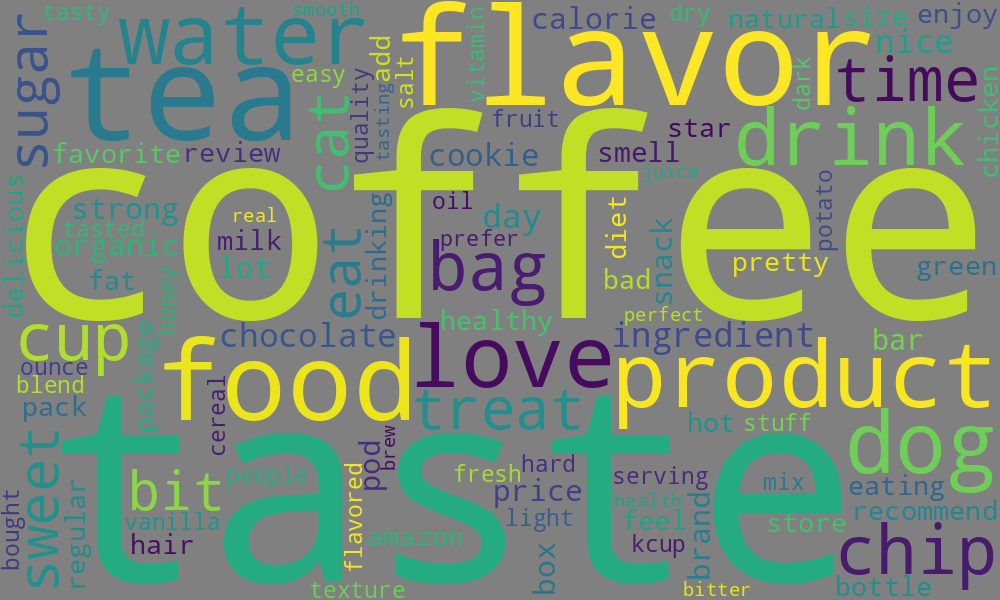 tasty
smooth
calorie
dry
natural
size
enjoy
sugar
water
flavor
vitamin
nice
tea
easy
add
salt
dark
time
cat
quality
tasting
fruit
star
drink
chicken
favorite
review
cookie
smell
juice
coffee
delicious
strong
tasted
real
oil
day
diet
potato
organic
milk
prefer
lot
fat
honey
eat
drinking
bag
bad
snack
pretty
green
perfect
healthy
cup
chocolate
love
ingredient
bar
package
food
product
ounce
blend
pack
cereal
treat
hot
stuff
dog
taste
sweet
pod
brew
people
fresh
hard
serving
mix
eating
bit
flavored
price
health
bought
regular
vanilla
light
feel
store
recommend
hair
amazon
kcup
brand
chip
box
texture
bitter
bottle